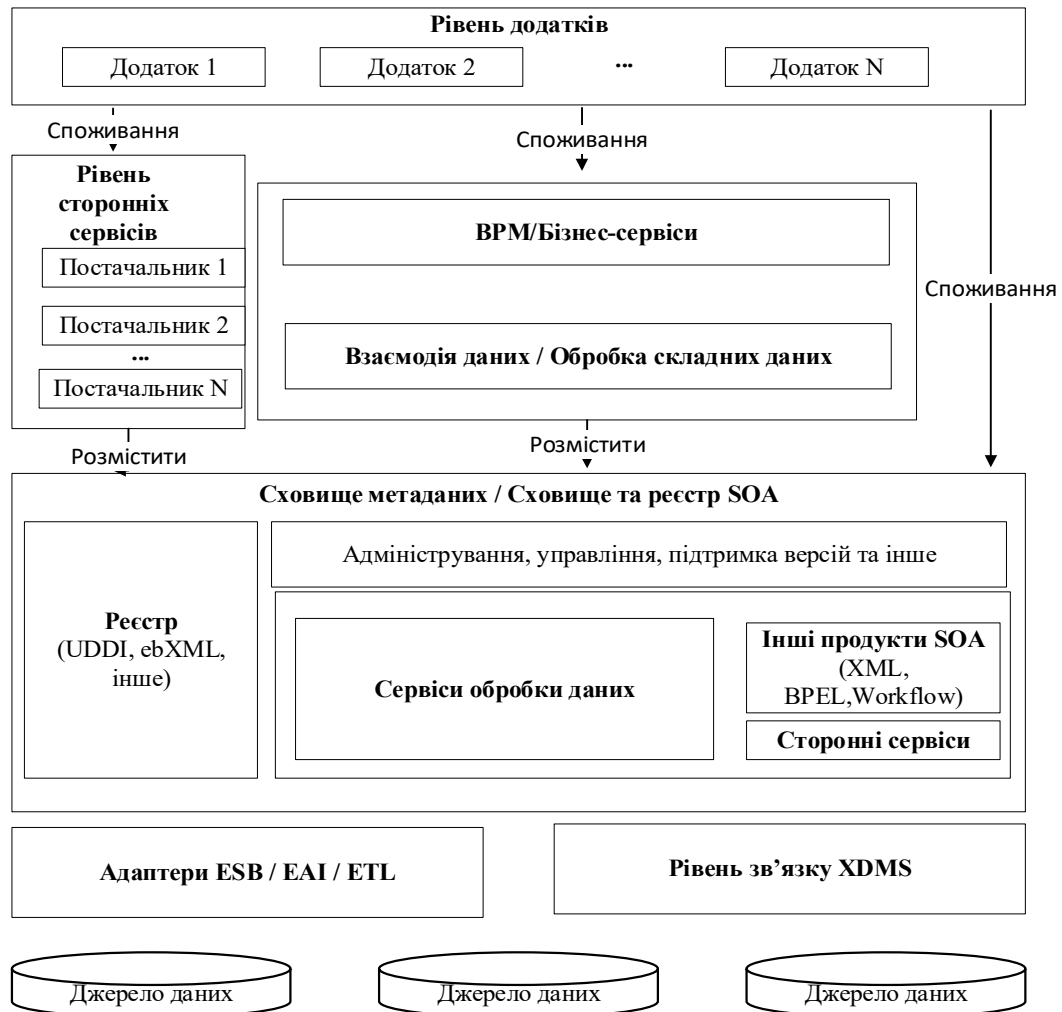 Рівень додатків
Додаток 1
Додаток 2
...
Додаток N
Споживання
Споживання
Споживання
Рівень
сторонніх
сервісів
Постачальник 1
Постачальник 2
...
Постачальник N
BPM/Бізнес-сервіси
Взаємодія даних / Обробка складних даних
Розмістити
Розмістити
Сховище метаданих / Сховище та реєстр SOA
Реєстр
(UDDI, ebXML,
інше)
Адміністрування, управління, підтримка версій та інше
Сервіси обробки даних
Інші продукти SOA
(XML,
BPEL,Workflow)
Сторонні сервіси
Адаптери ESB / EAI / ETL
Рівень зв’язку XDMS
Джерело даних
Джерело даних
Джерело даних